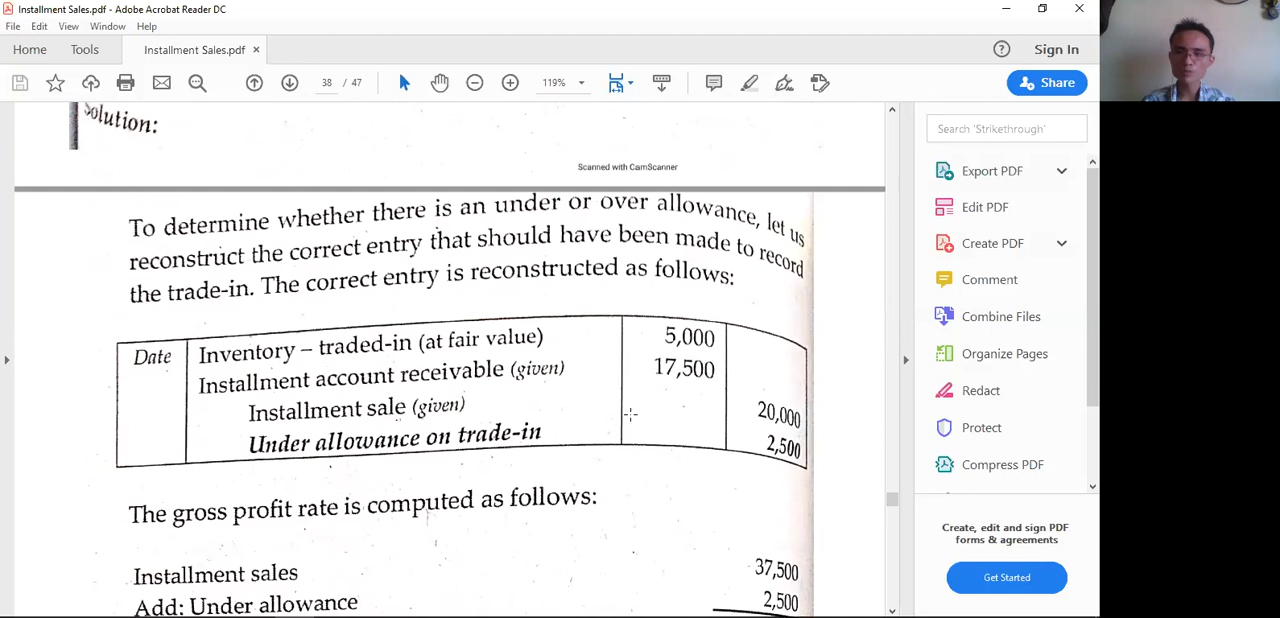 Installment Sales.pdf - Adobe Acrobat Reader DC
File Edit View Window Help
Home Tools Installment Sales.pdf × Sign In
38 / 47 119% Share
Solution:
Scanned with CamScanner
To determine whether there is an under or over allowance, let us
reconstruct the correct entry that should have been made to record
the trade-in. The correct entry is reconstructed as follows:
Date Inventory – traded-in (at fair value) 5,000
Installment account receivable (given) 17,500
Installment sale (given) 20,000
Under allowance on trade-in 2,500
The gross profit rate is computed as follows:
Installment sales 37,500
Add: Under allowance 2,500
Search 'Strikethrough'
Export PDF
Edit PDF
Create PDF
Comment
Combine Files
Organize Pages
Redact
Protect
Compress PDF
Create, edit and sign PDF
forms & agreements
Get Started